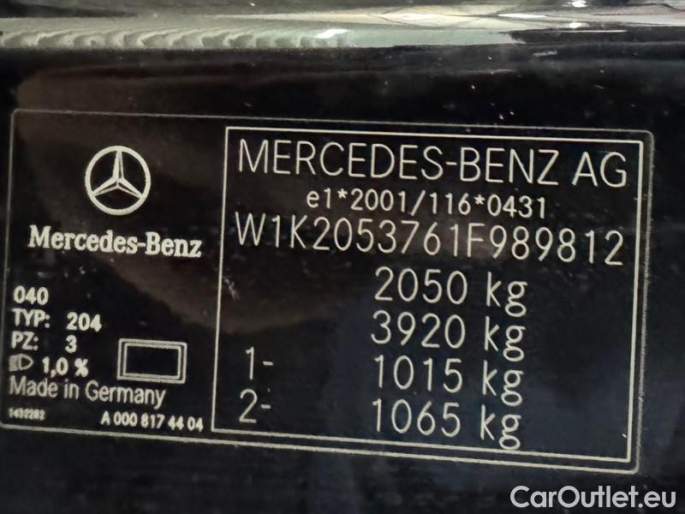 Mercedes-Benz
040
TYP: 204
PZ: 3
1,0 %
Made in Germany
1432282 A 000 817 44 04
MERCEDES-BENZ AG
e1*2001/116*0431
W1K2053761F989812
2050 kg
3920 kg
1- 1015 kg
2- 1065 kg
CarOutlet.eu